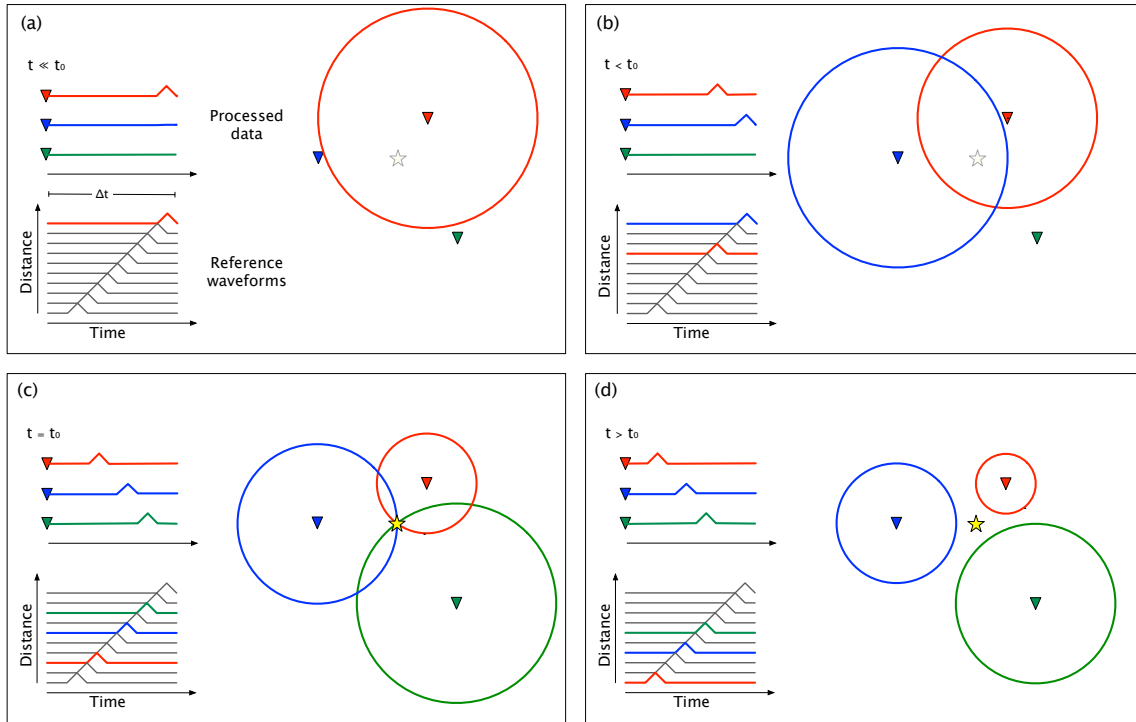 (a)
t ≪ t₀
Processed
data
Δt
Distance
Reference
waveforms
Time
(b)
t < t₀
Distance
Time
(c)
t = t₀
Distance
Time
(d)
t > t₀
Distance
Time